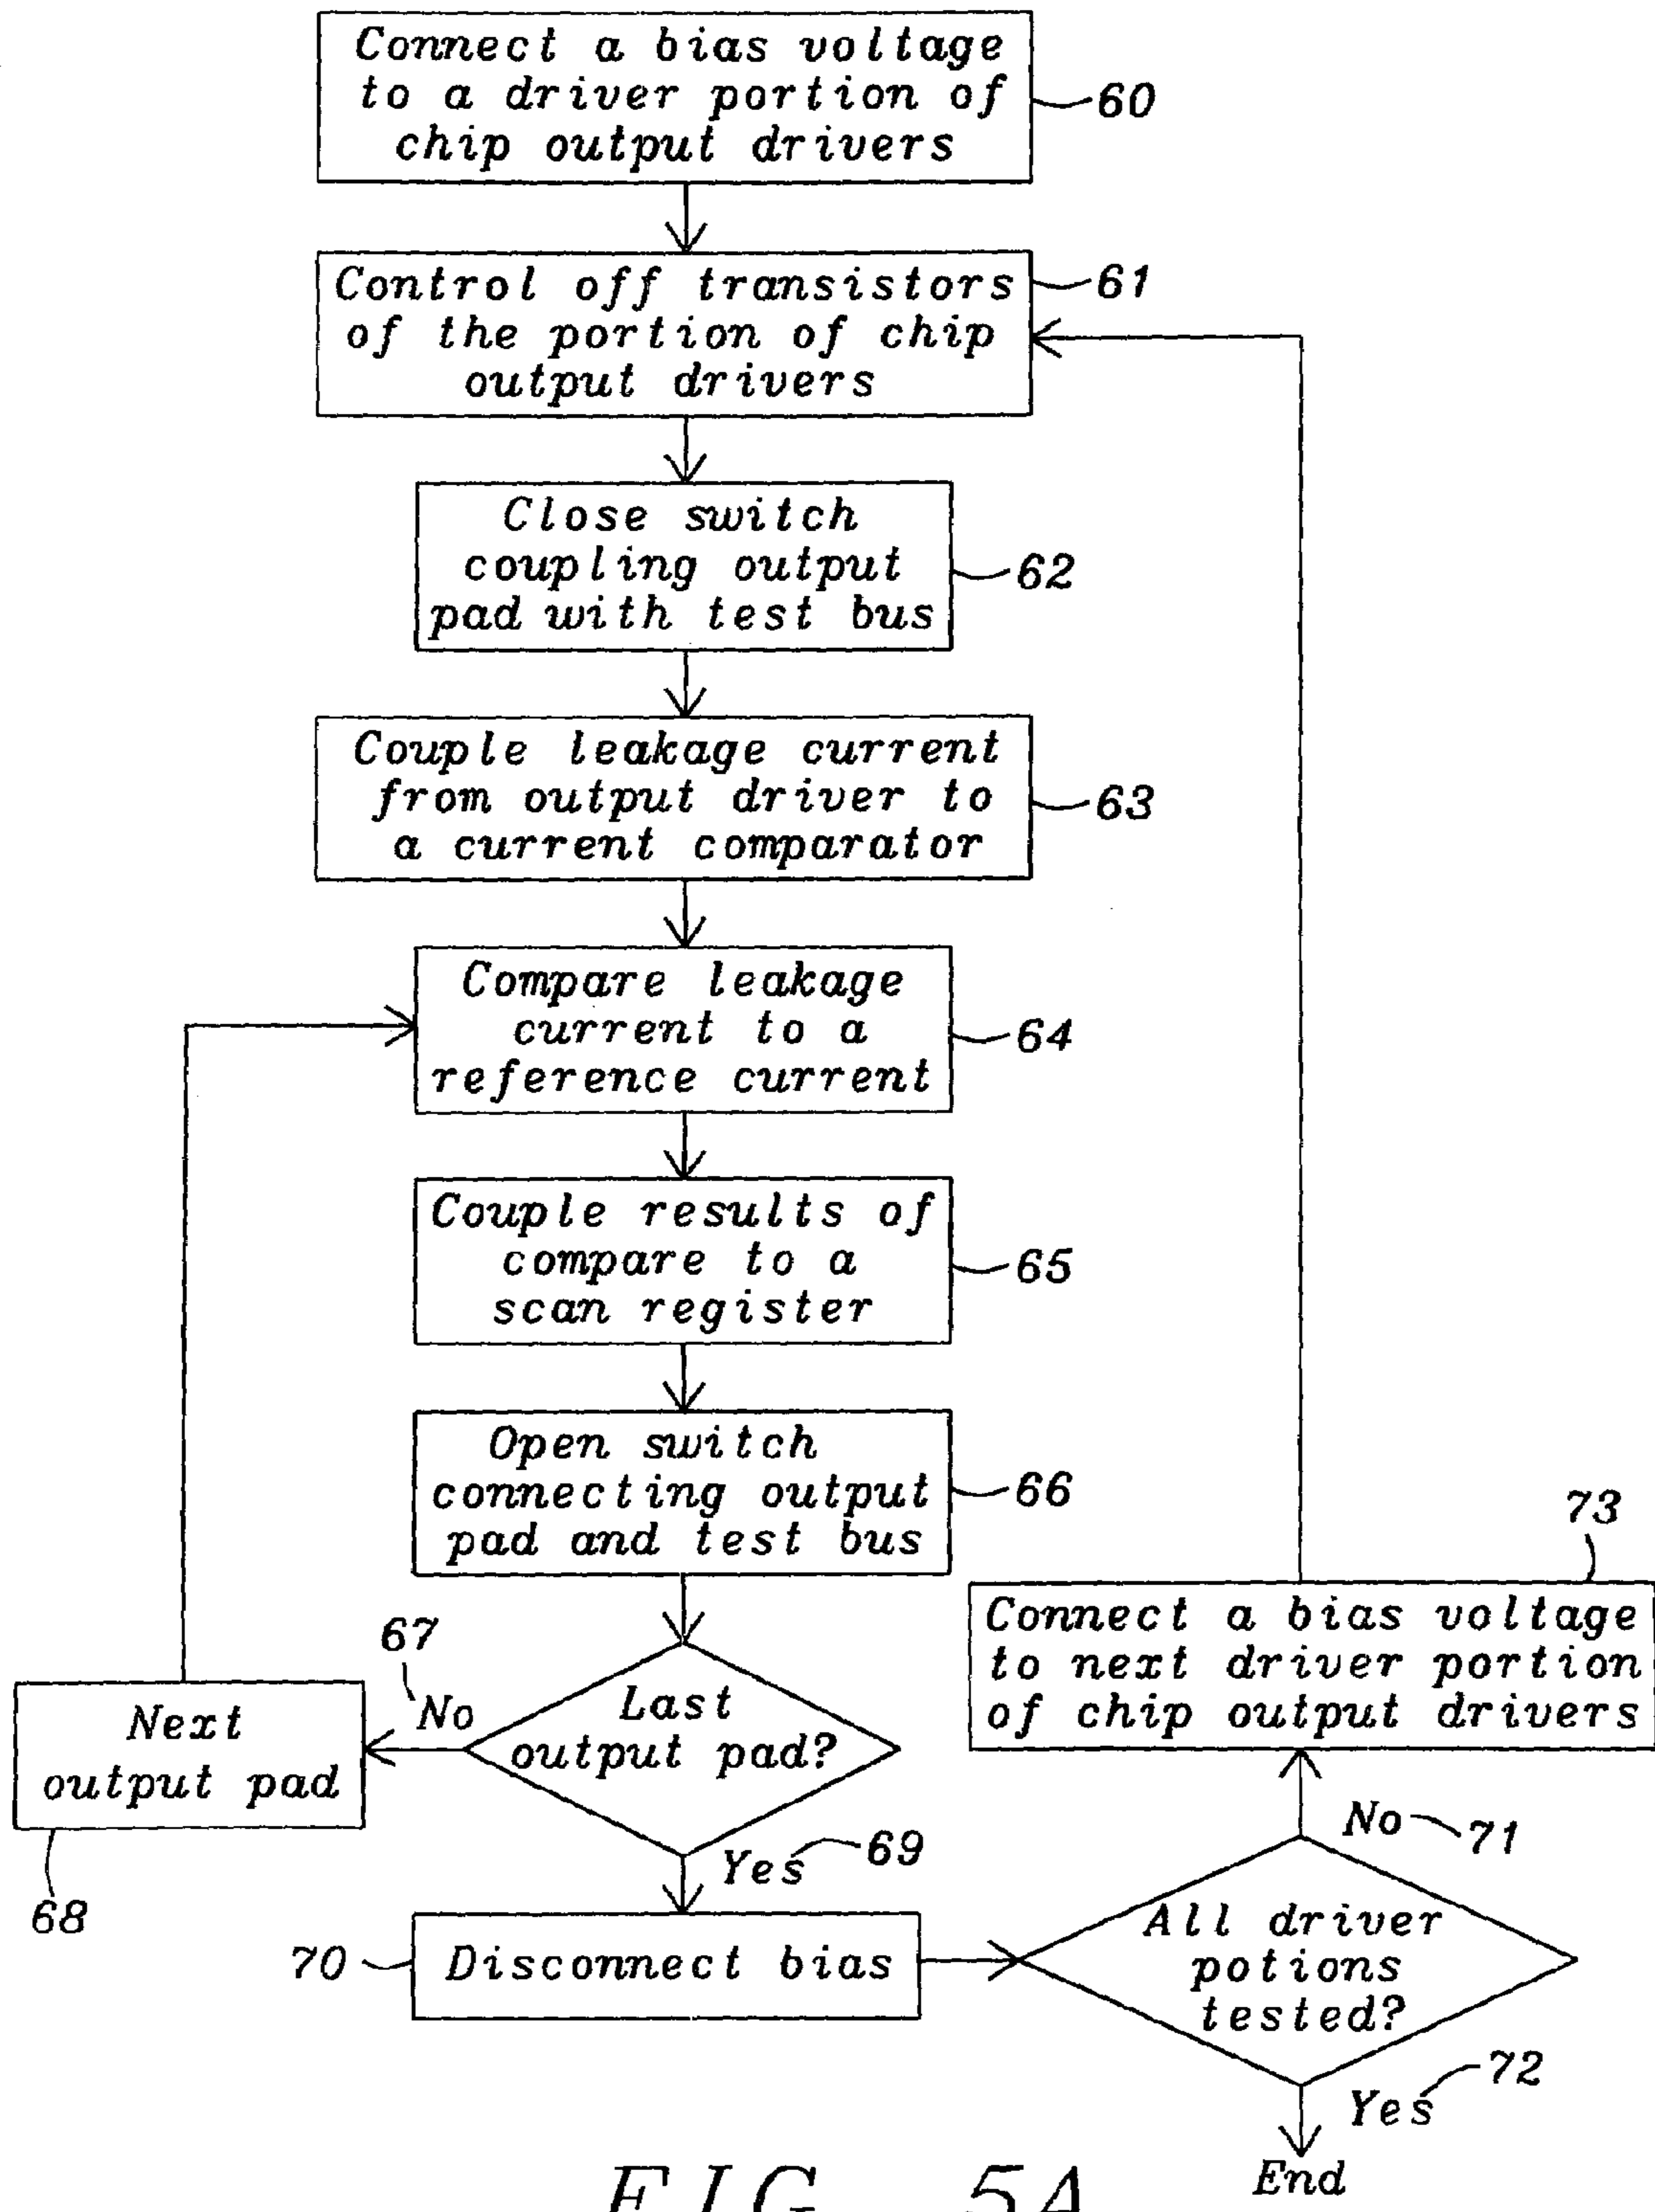 Connect a bias voltage
to a driver portion of
chip output drivers
60
Control off transistors
of the portion of chip
output drivers
61
Close switch
coupling output
pad with test bus
62
Couple leakage current
from output driver to
a current comparator
63
Compare leakage
current to a
reference current
64
Couple results of
compare to a
scan register
65
Open switch
connecting output
pad and test bus
66
73
Connect a bias voltage
to next driver portion
of chip output drivers
67
No
Last
output pad?
Next
output pad
68
Yes
69
No
71
70
Disconnect bias
All driver
potions
tested?
72
Yes
End
FIG. 5A